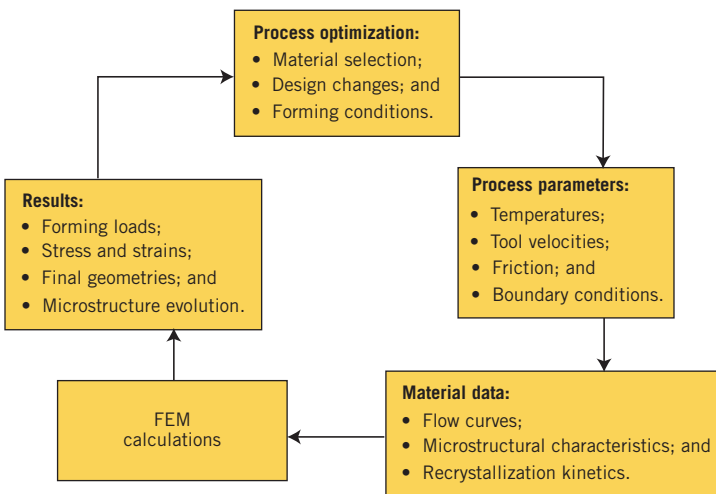 Process optimization:
• Material selection;
• Design changes; and
• Forming conditions.
Process parameters:
• Temperatures;
• Tool velocities;
• Friction; and
• Boundary conditions.
Material data:
• Flow curves;
• Microstructural characteristics; and
• Recrystallization kinetics.
FEM
calculations
Results:
• Forming loads;
• Stress and strains;
• Final geometries; and
• Microstructure evolution.